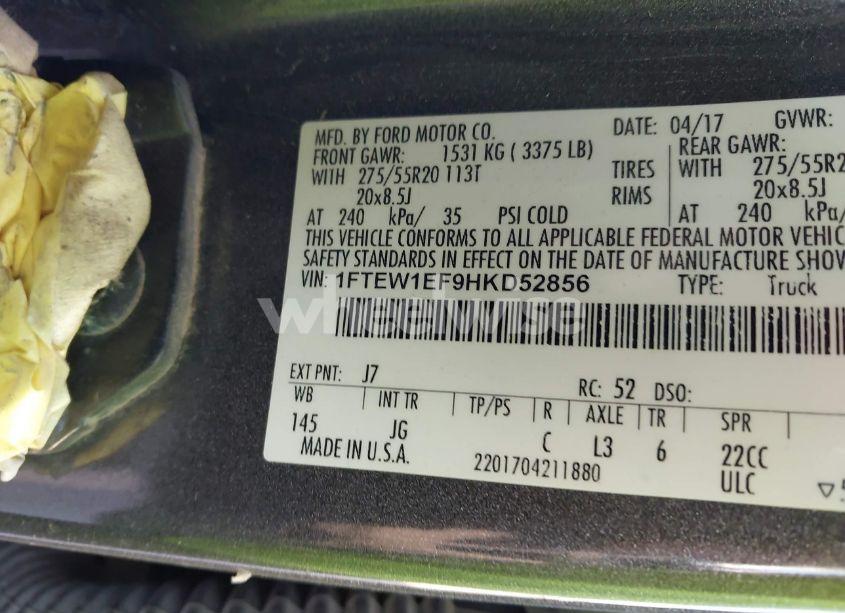 MFD. BY FORD MOTOR CO. DATE: 04/17 GVWR:
FRONT GAWR: 1531 KG ( 3375 LB) REAR GAWR:
WITH 275/55R20 113T TIRES WITH 275/55R2
20x8.5J RIMS 20x8.5J
AT 240 kPa/ 35 PSI COLD AT 240 kPa/
THIS VEHICLE CONFORMS TO ALL APPLICABLE FEDERAL MOTOR VEHIC
SAFETY STANDARDS IN EFFECT ON THE DATE OF MANUFACTURE SHOW
VIN: 1FTEW1EF9HKD52856 TYPE: Truck
wheelwise
EXT PNT: J7 RC: 52 DSO:
WB INT TR TP/PS R AXLE TR SPR
145 JG C L3 6 22CC
MADE IN U.S.A. 2201704211880 ULC
▽5